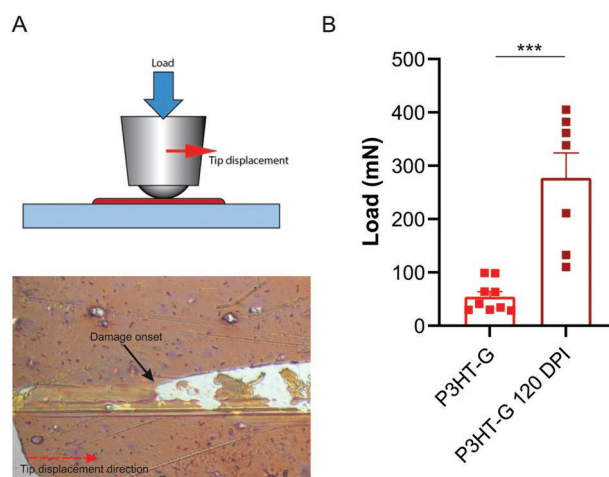 A
Load
Tip displacement
Damage onset
Tip displacement direction
B
***
500
400
300
200
100
0
Load (mN)
P3HT-G
P3HT-G 120 DPI